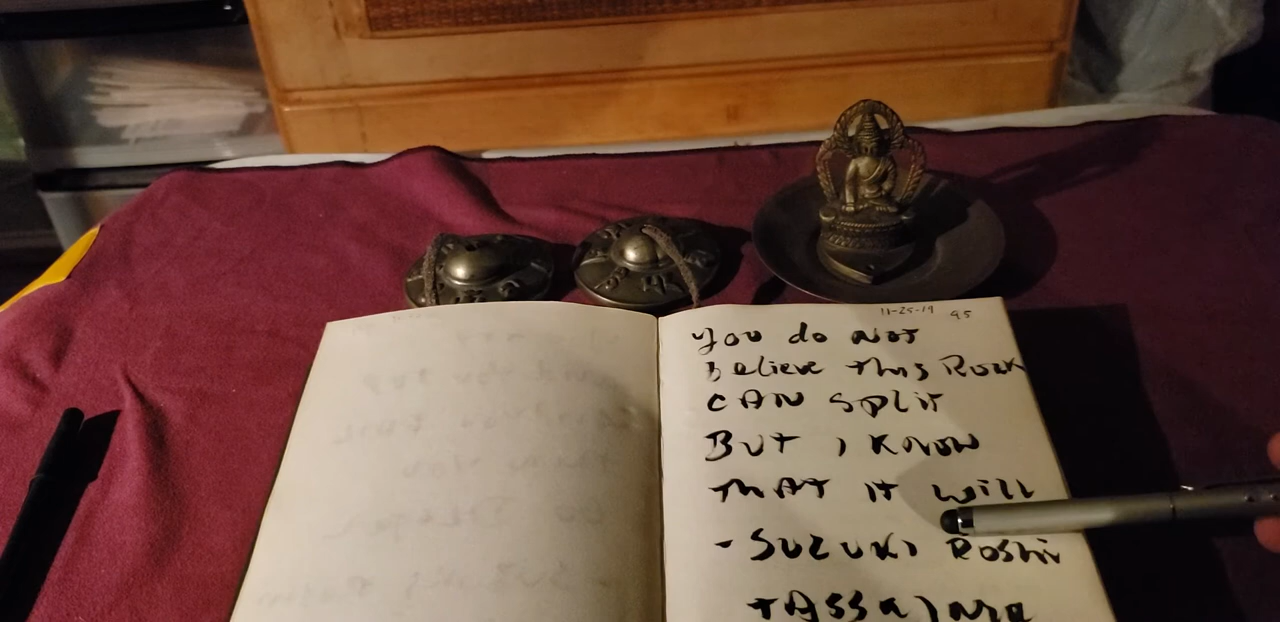 11-25-19 95
you do NOT
believe this Rock
CAN split
BUT I KNOW
THAT IT WILL
- SUZUKI ROSHI
TASSAJARA